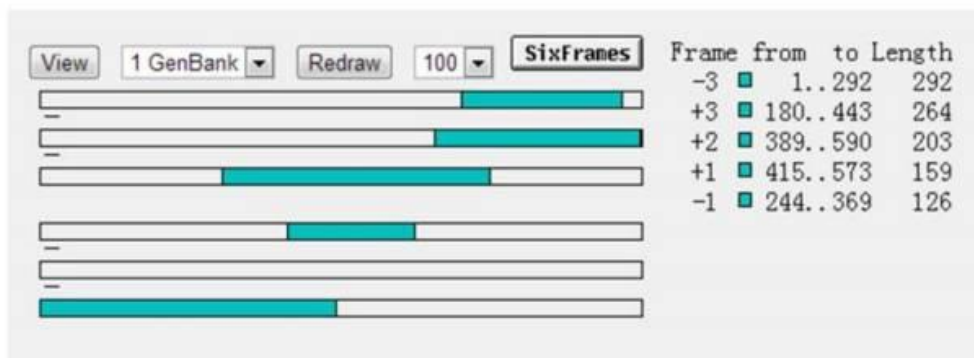 View 1 GenBank Redraw 100 SixFrames
Frame from to Length
-3 1..292 292
+3 180..443 264
+2 389..590 203
+1 415..573 159
-1 244..369 126